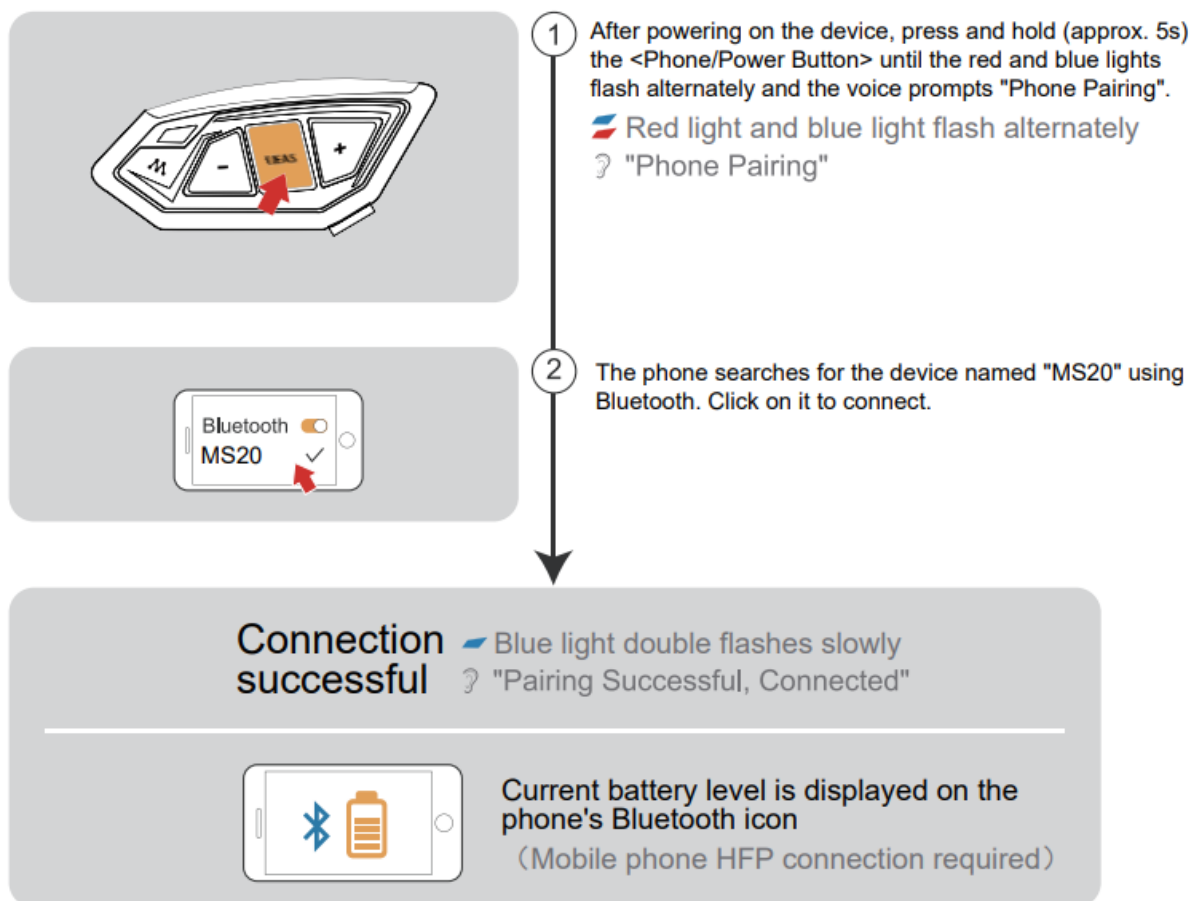 1
After powering on the device, press and hold (approx. 5s)
the <Phone/Power Button> until the red and blue lights
flash alternately and the voice prompts "Phone Pairing".
Red light and blue light flash alternately
"Phone Pairing"
M
-
EJEAS
+
2
The phone searches for the device named "MS20" using
Bluetooth. Click on it to connect.
Bluetooth
MS20
Connection
successful
Blue light double flashes slowly
"Pairing Successful, Connected"
Current battery level is displayed on the
phone's Bluetooth icon
（Mobile phone HFP connection required）